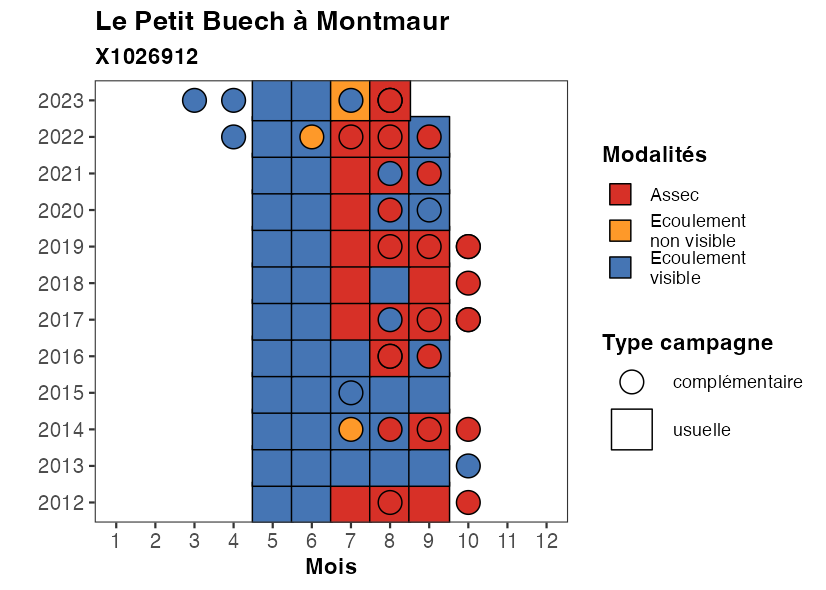 Le Petit Buech à Montmaur
X1026912
2023
2022
2021
2020
2019
2018
2017
2016
2015
2014
2013
2012
1 2 3 4 5 6 7 8 9 10 11 12
Mois
Modalités
Assec
Ecoulement
non visible
Ecoulement
visible
Type campagne
complémentaire
usuelle